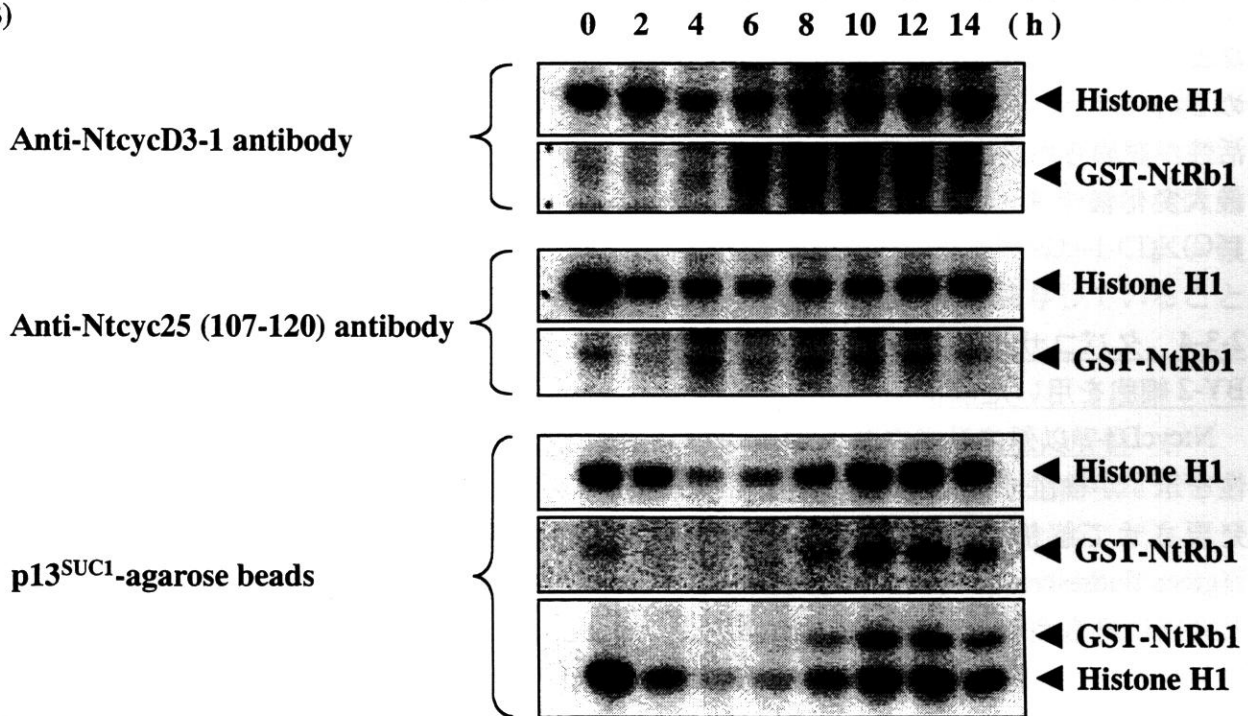 0 2 4 6 8 10 12 14 (h)
Anti-NtcycD3-1 antibody
Histone H1
GST-NtRb1
Anti-Ntcyc25 (107-120) antibody
Histone H1
GST-NtRb1
p13SUC1-agarose beads
Histone H1
GST-NtRb1
GST-NtRb1
Histone H1